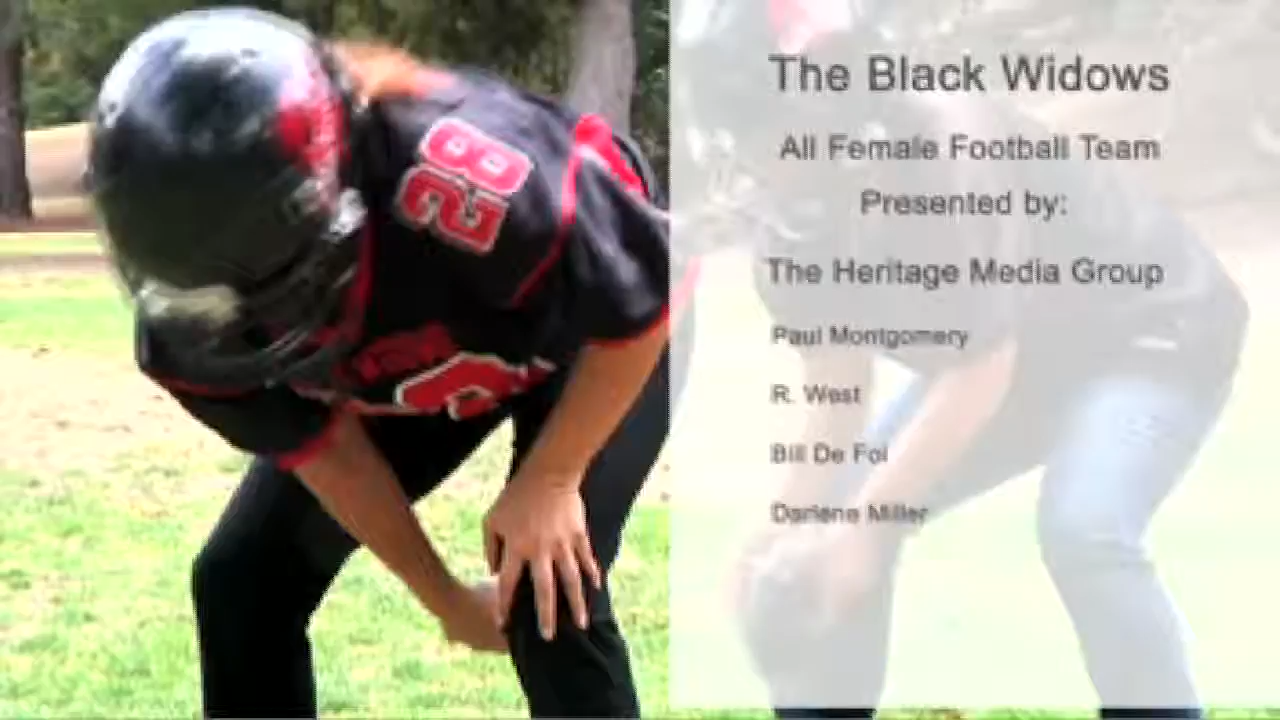 The Black Widows
All Female Football Team
Presented by:
The Heritage Media Group
Paul Montgomery
R. West
Bill De Foi
Darlene Miller
28